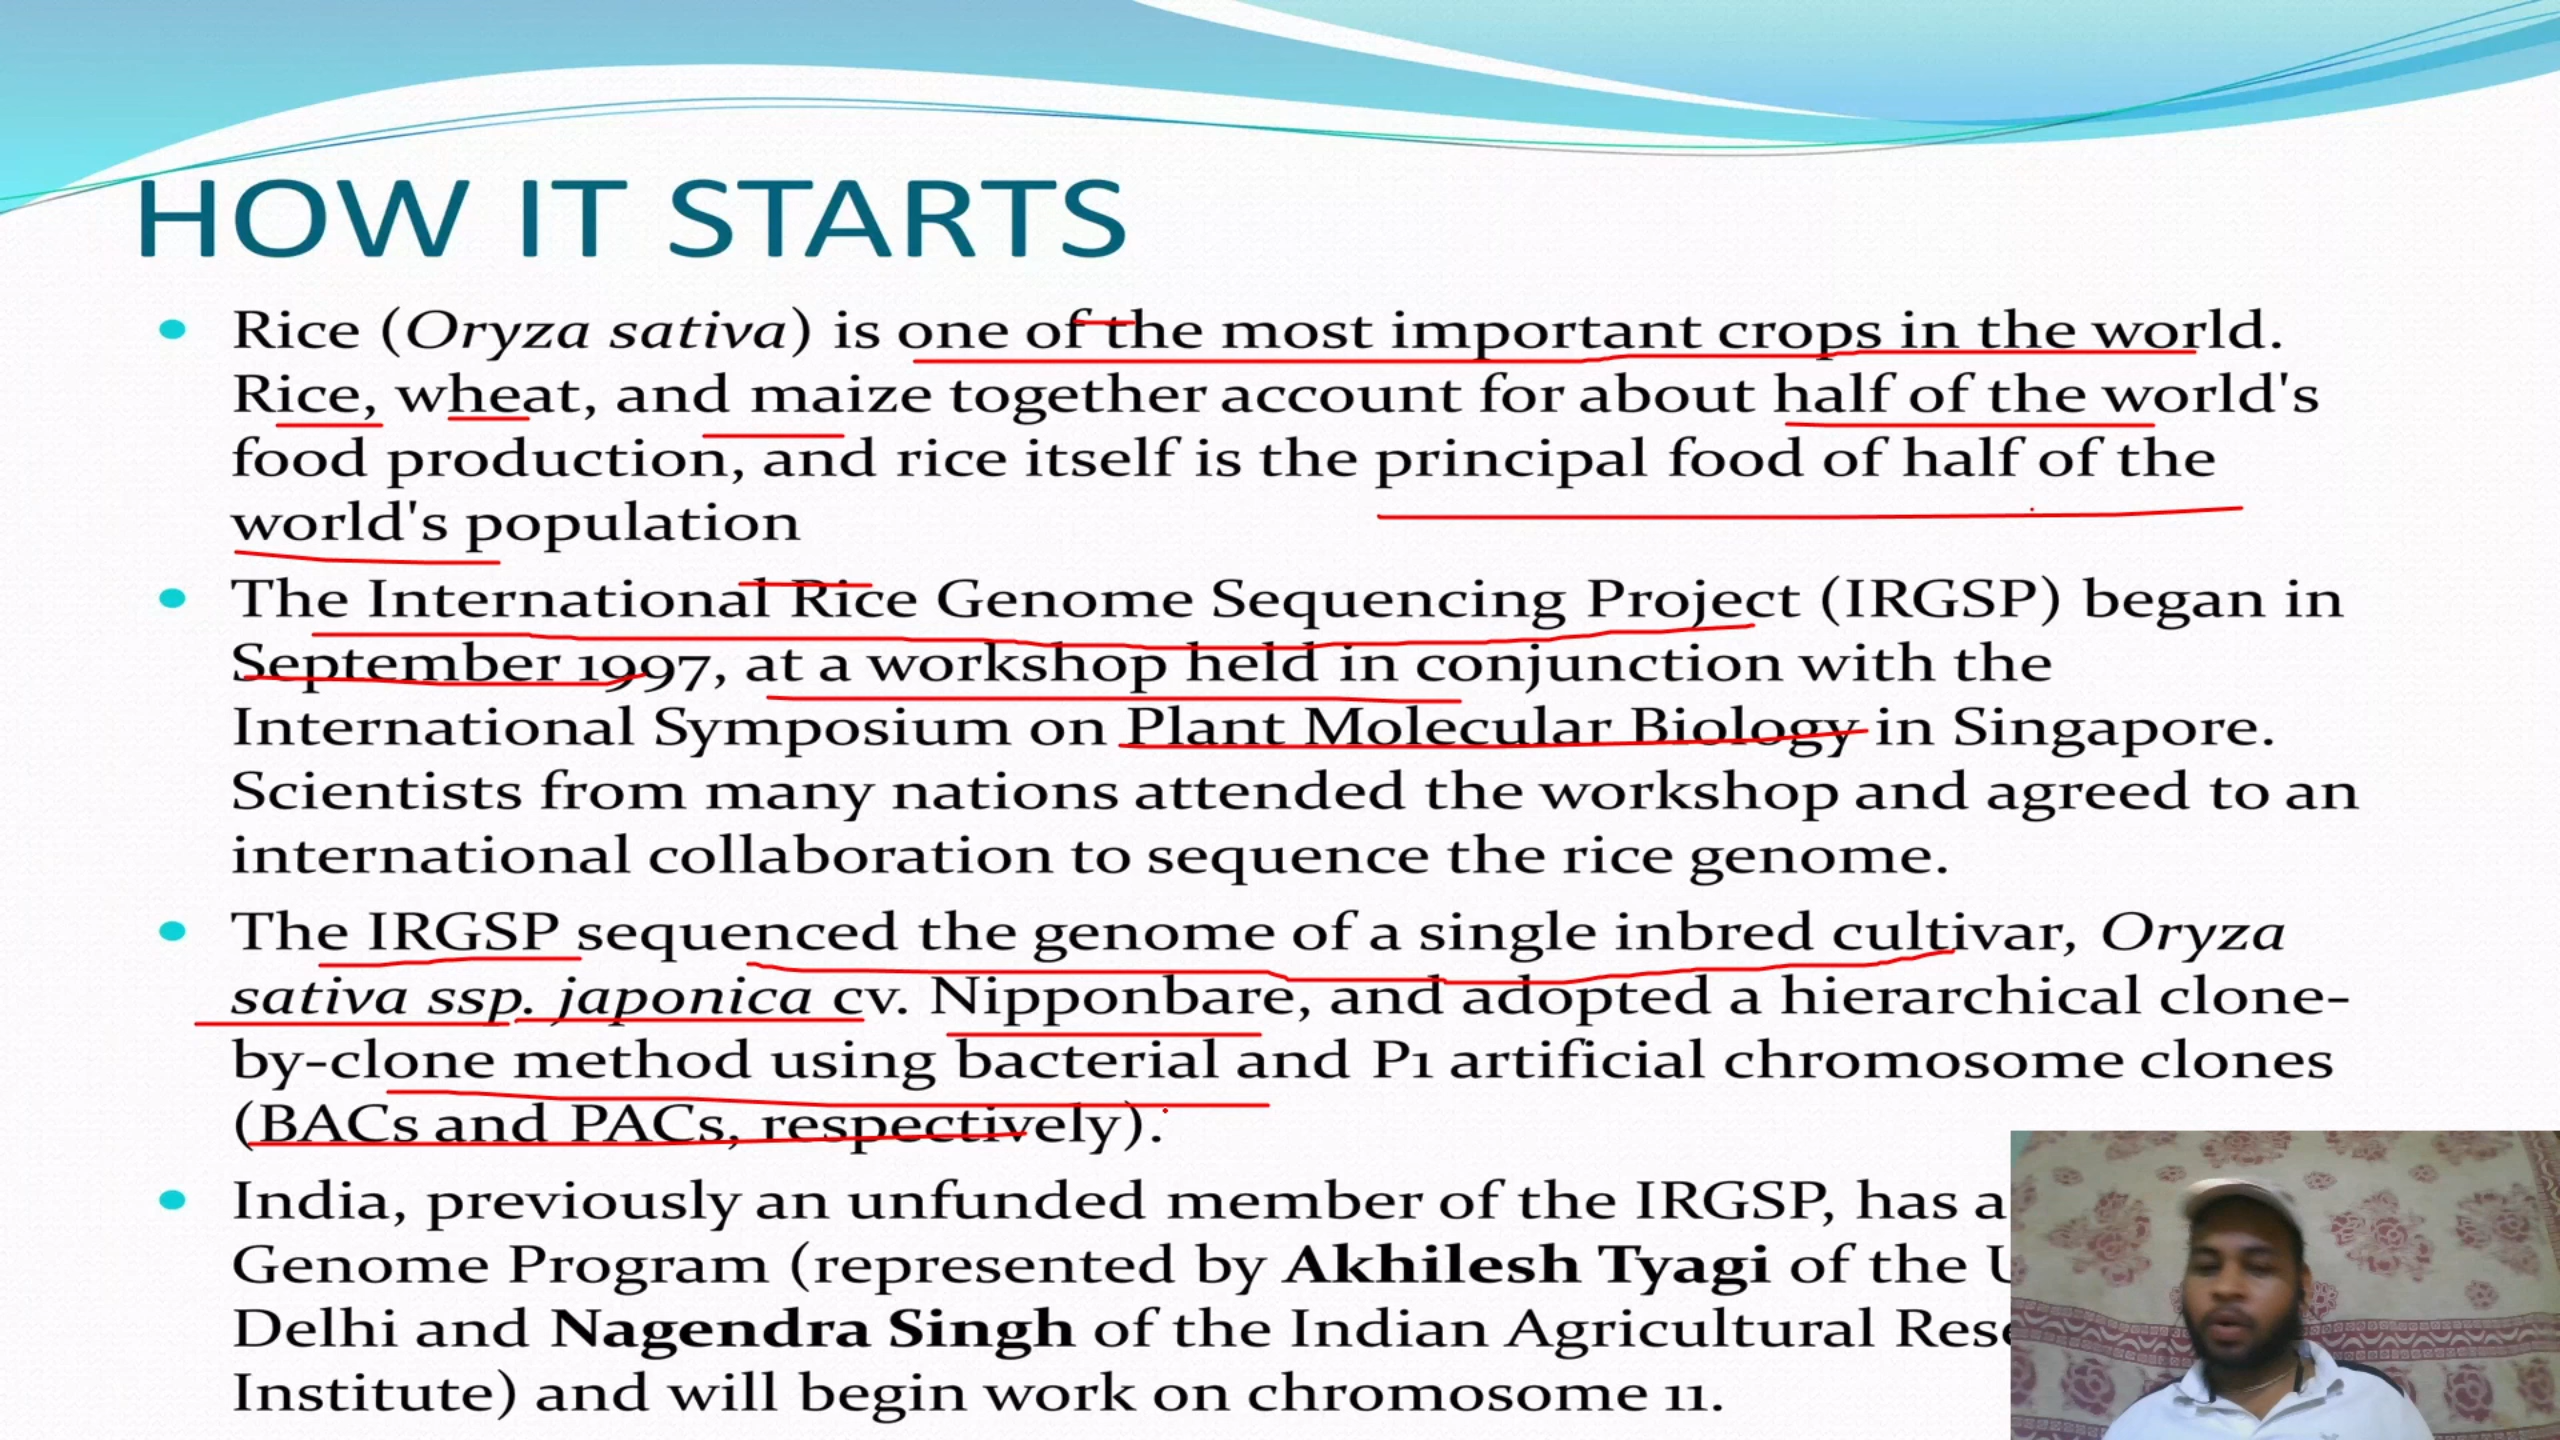 HOW IT STARTS
Rice (Oryza sativa) is one of the most important crops in the world.
Rice, wheat, and maize together account for about half of the world's
food production, and rice itself is the principal food of half of the
world's population
The International Rice Genome Sequencing Project (IRGSP) began in
September 1997, at a workshop held in conjunction with the
International Symposium on Plant Molecular Biology in Singapore.
Scientists from many nations attended the workshop and agreed to an
international collaboration to sequence the rice genome.
The IRGSP sequenced the genome of a single inbred cultivar, Oryza
sativa ssp. japonica cv. Nipponbare, and adopted a hierarchical clone-
by-clone method using bacterial and P1 artificial chromosome clones
(BACs and PACs, respectively).
India, previously an unfunded member of the IRGSP, has
Genome Program (represented by Akhilesh Tyagi of the
Delhi and Nagendra Singh of the Indian Agricultural
Institute) and will begin work on chromosome 11.